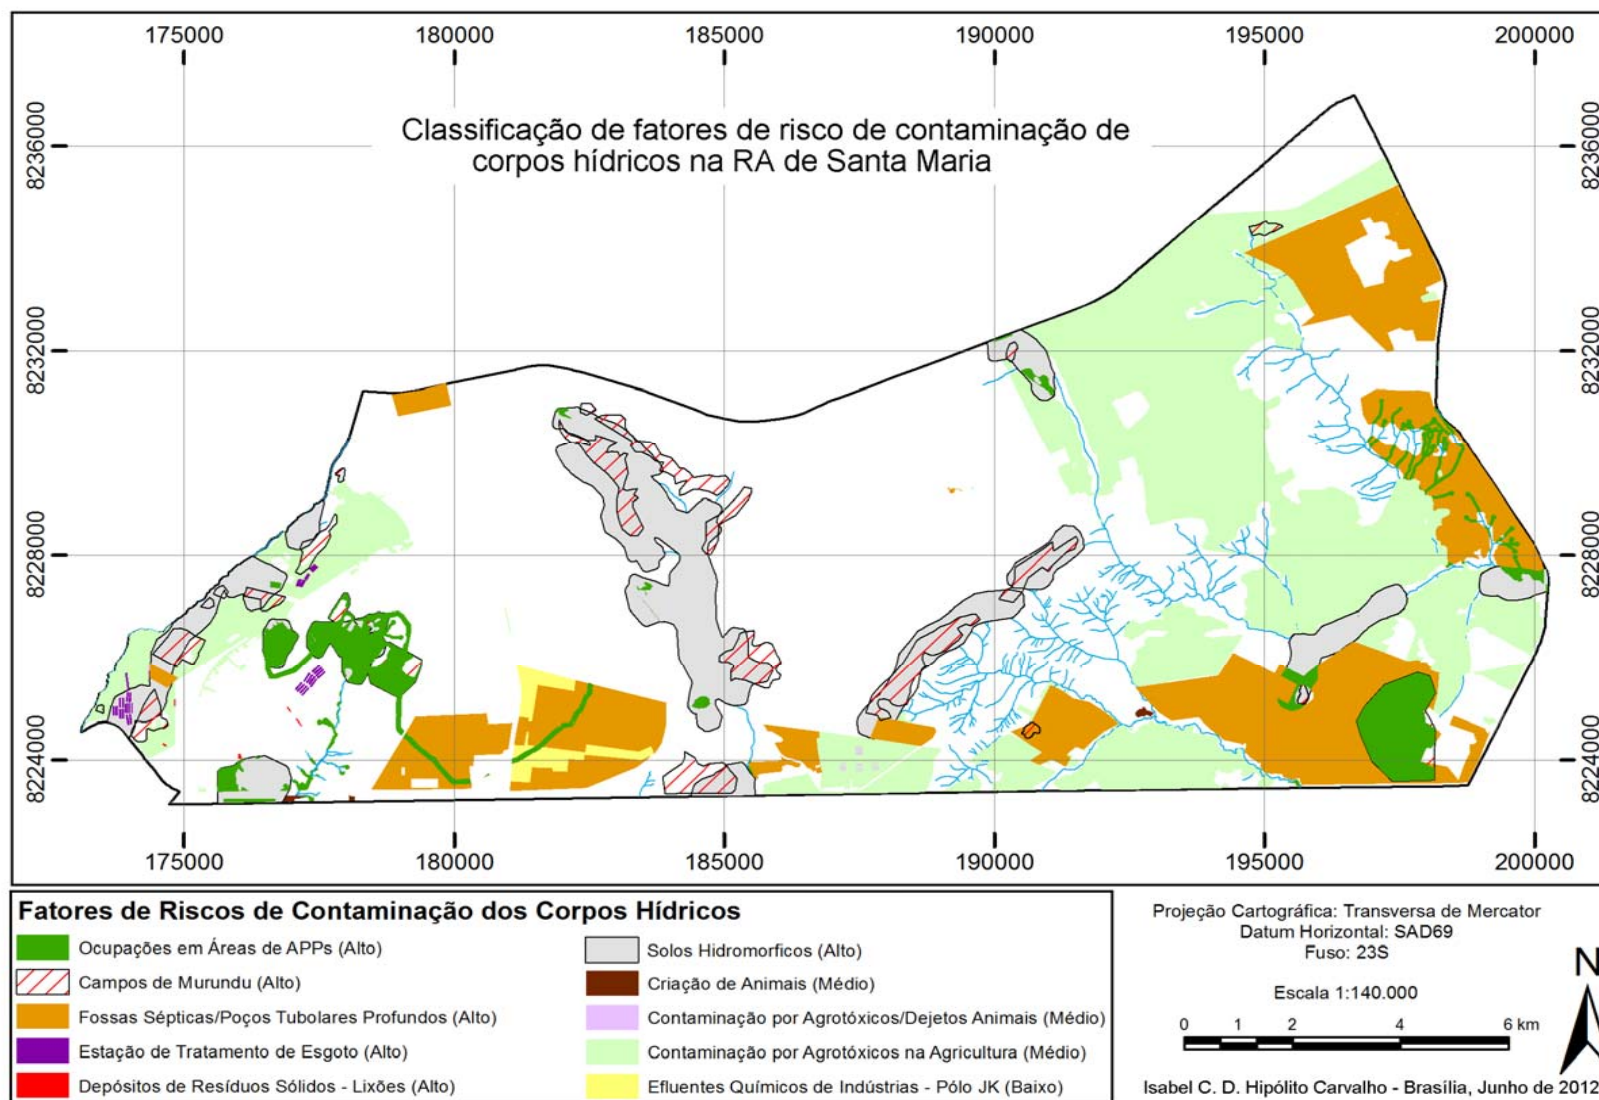 175000 180000 185000 190000 195000 200000
Classificação de fatores de risco de contaminação de
corpos hídricos na RA de Santa Maria
8236000 8236000
8232000 8232000
8228000 8228000
8224000 8224000
175000 180000 185000 190000 195000 200000
Fatores de Riscos de Contaminação dos Corpos Hídricos
Ocupações em Áreas de APPs (Alto)
Campos de Murundu (Alto)
Fossas Sépticas/Poços Tubolares Profundos (Alto)
Estação de Tratamento de Esgoto (Alto)
Depósitos de Resíduos Sólidos - Lixões (Alto)
Solos Hidromorficos (Alto)
Criação de Animais (Médio)
Contaminação por Agrotóxicos/Dejetos Animais (Médio)
Contaminação por Agrotóxicos na Agricultura (Médio)
Efluentes Químicos de Indústrias - Pólo JK (Baixo)
Projeção Cartográfica: Transversa de Mercator
Datum Horizontal: SAD69
Fuso: 23S
Escala 1:140.000
0 1 2 4 6 km
N
Isabel C. D. Hipólito Carvalho - Brasília, Junho de 2012